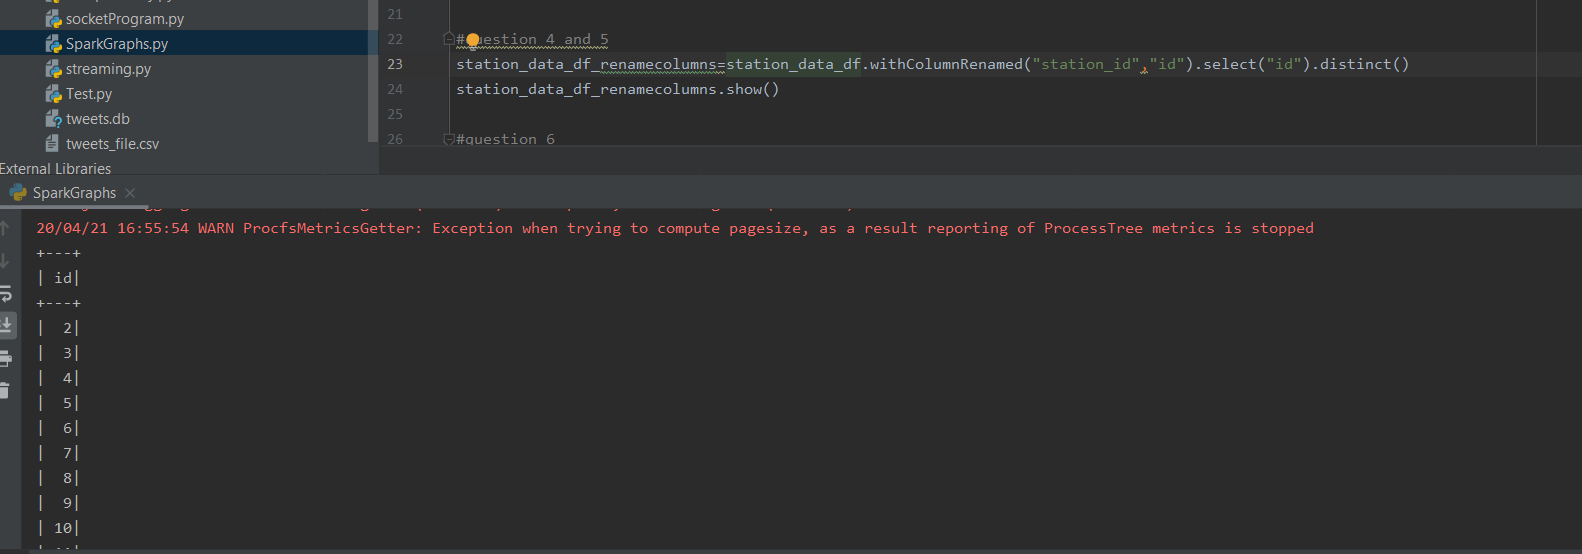 socketProgram.py
SparkGraphs.py
streaming.py
Test.py
tweets.db
tweets_file.csv
External Libraries
21
22 #question 4 and 5
23 station_data_df_renamecolumns=station_data_df.withColumnRenamed("station_id","id").select("id").distinct()
24 station_data_df_renamecolumns.show()
25
26 #question 6
SparkGraphs
20/04/21 16:55:54 WARN ProcfsMetricsGetter: Exception when trying to compute pagesize, as a result reporting of ProcessTree metrics is stopped
+---+
| id|
+---+
|  2|
|  3|
|  4|
|  5|
|  6|
|  7|
|  8|
|  9|
| 10|